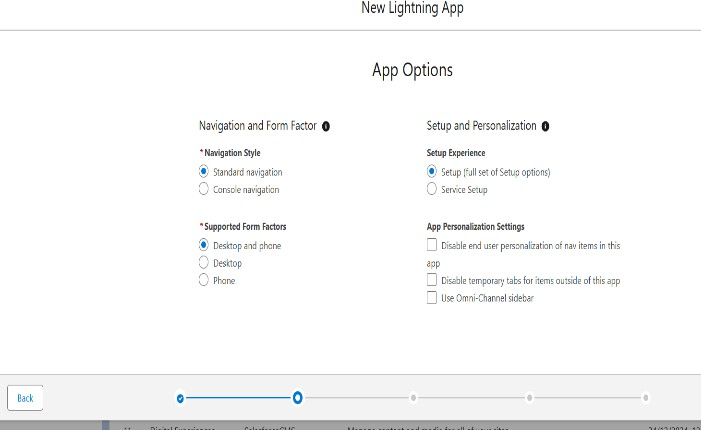 New Lightning App
App Options
Navigation and Form Factor
* Navigation Style
Standard navigation
Console navigation
* Supported Form Factors
Desktop and phone
Desktop
Phone
Setup and Personalization
Setup Experience
Setup (full set of Setup options)
Service Setup
App Personalization Settings
Disable end user personalization of nav items in this
app
Disable temporary tabs for items outside of this app
Use Omni-Channel sidebar
Back